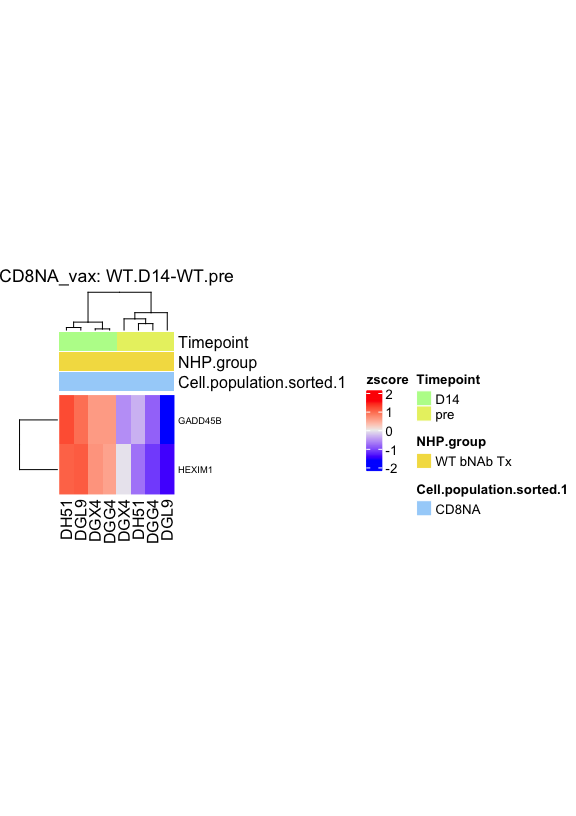 CD8NA_vax: WT.D14-WT.pre
Timepoint
NHP.group
Cell.population.sorted.1
GADD45B
HEXIM1
DH51
DGL9
DGX4
DGG4
DGX4
DH51
DGG4
DGL9
zscore
2
1
0
-1
-2
Timepoint
D14
pre
NHP.group
WT bNAb Tx
Cell.population.sorted.1
CD8NA